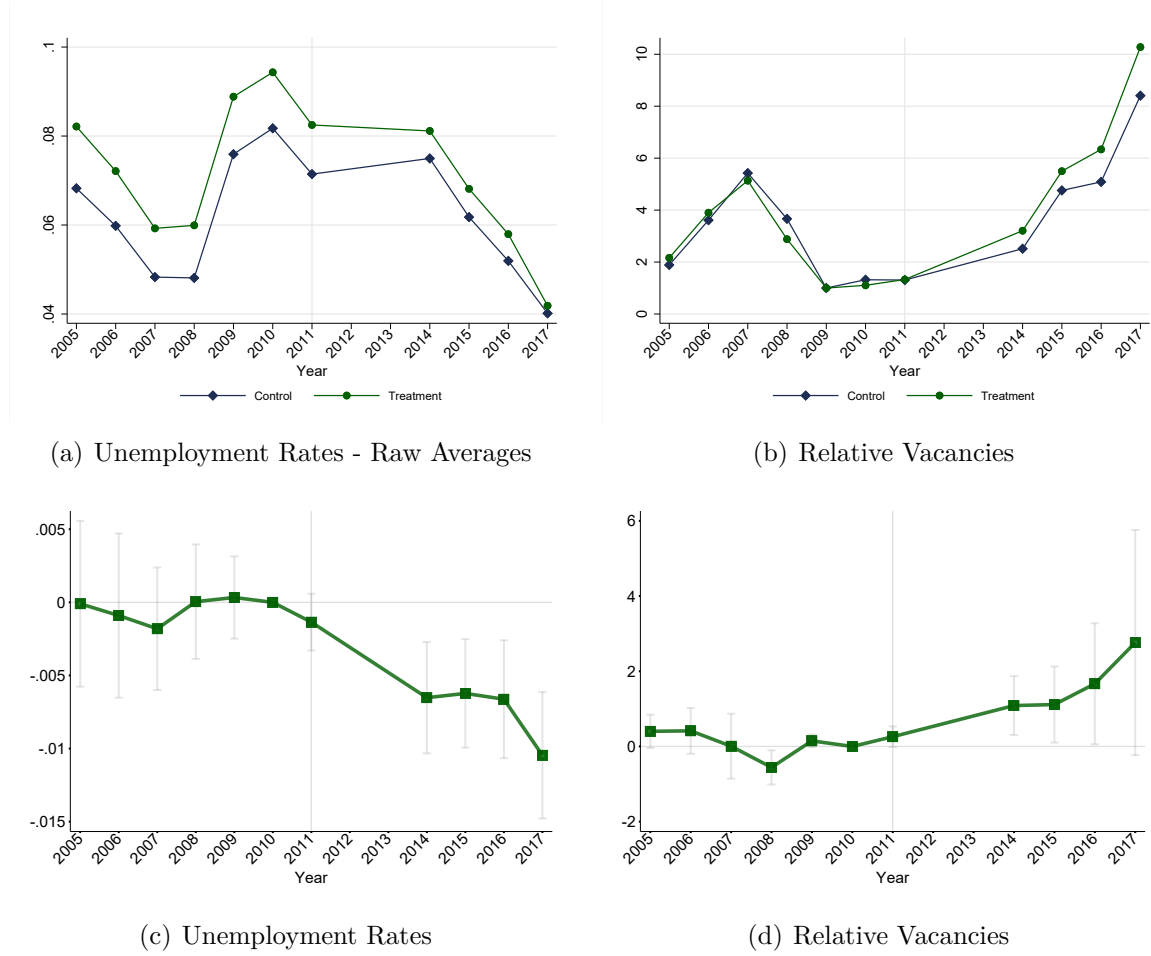 .1
.08
.06
.04
2005 2006 2007 2008 2009 2010 2011 2012 2013 2014 2015 2016 2017
Year
Control Treatment
(a) Unemployment Rates - Raw Averages
10
8
6
4
2
0
2005 2006 2007 2008 2009 2010 2011 2012 2013 2014 2015 2016 2017
Year
Control Treatment
(b) Relative Vacancies
.005
0
-.005
-.01
-.015
2005 2006 2007 2008 2009 2010 2011 2012 2013 2014 2015 2016 2017
Year
(c) Unemployment Rates
6
4
2
0
-2
2005 2006 2007 2008 2009 2010 2011 2012 2013 2014 2015 2016 2017
Year
(d) Relative Vacancies